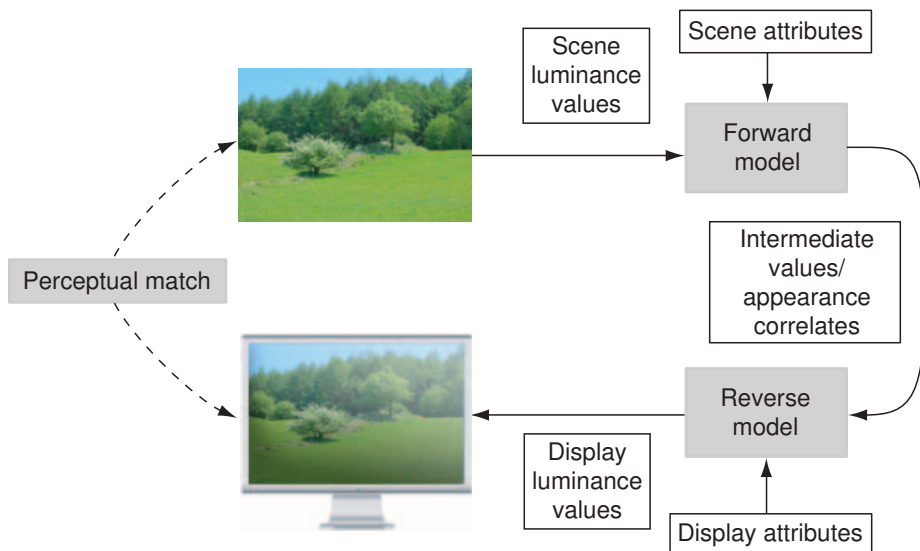 Scene
luminance
values
Scene attributes
Forward
model
Intermediate
values/
appearance
correlates
Perceptual match
Reverse
model
Display
luminance
values
Display attributes